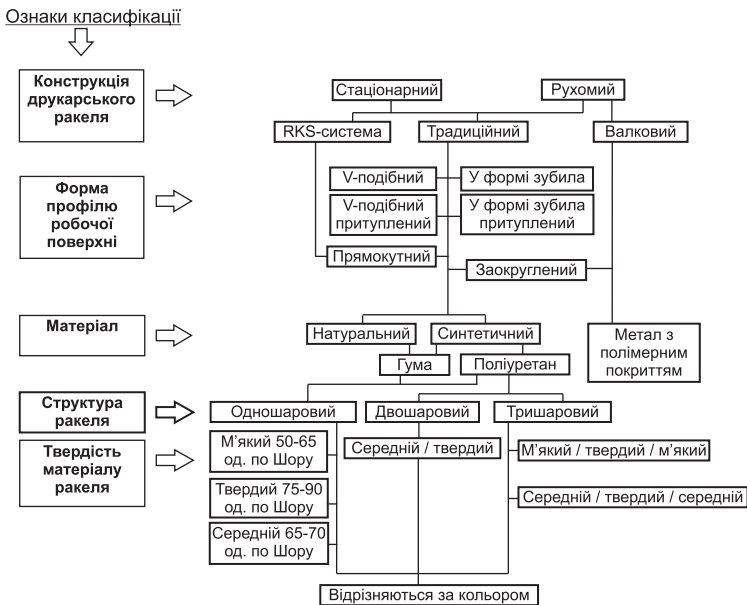 Ознаки класифікації
Конструкція
друкарського
ракеля
Стаціонарний
Рухомий
RKS-система
Традиційний
Валковий
Форма
профілю
робочої
поверхні
V-подібний
У формі зубила
V-подібний
притуплений
У формі зубила
притуплений
Прямокутний
Заокруглений
Матеріал
Натуральний
Синтетичний
Метал з
полімерним
покриттям
Гума
Поліуретан
Структура
ракеля
Одношаровий
Двошаровий
Тришаровий
Твердість
матеріалу
ракеля
М’який 50-65
од. по Шору
Середній / твердий
М’який / твердий / м’який
Твердий 75-90
од. по Шору
Середній / твердий / середній
Середній 65-70
од. по Шору
Відрізняються за кольором